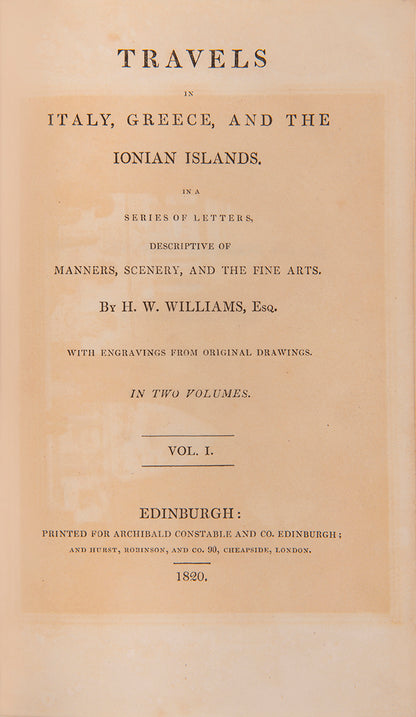 TRAVELS
IN
ITALY, GREECE, AND THE
IONIAN ISLANDS.
IN A
SERIES OF LETTERS,
DESCRIPTIVE OF
MANNERS, SCENERY, AND THE FINE ARTS.
By H. W. WILLIAMS, Esq.
WITH ENGRAVINGS FROM ORIGINAL DRAWINGS.
IN TWO VOLUMES.
VOL. I.
EDINBURGH:
PRINTED FOR ARCHIBALD CONSTABLE AND CO. EDINBURGH;
AND HURST, ROBINSON, AND CO. 90, CHEAPSIDE, LONDON.
1820.